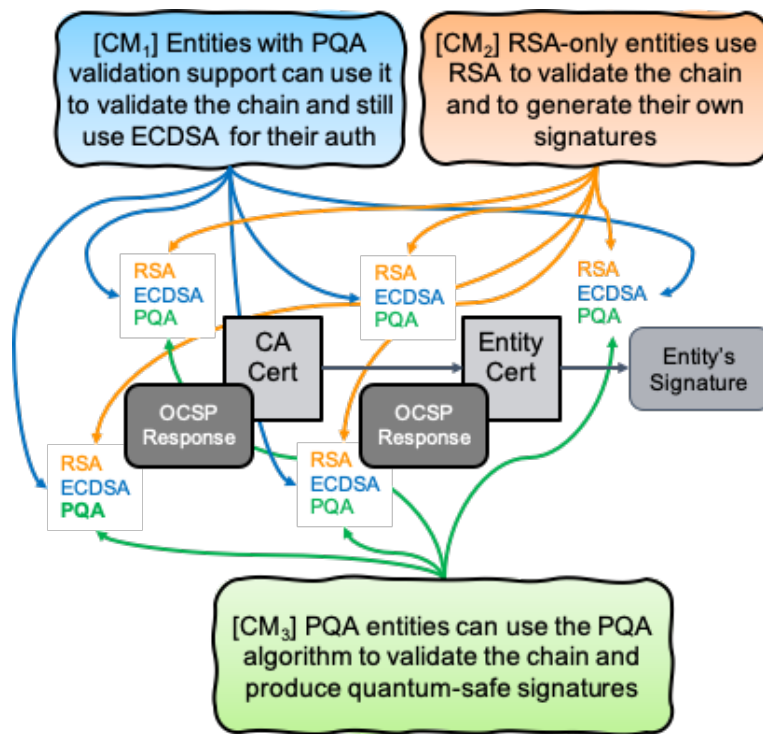 [CM₁] Entities with PQA
validation support can use it
to validate the chain and still
use ECDSA for their auth
[CM₂] RSA-only entities use
RSA to validate the chain
and to generate their own
signatures
RSA
ECDSA
PQA
RSA
ECDSA
PQA
RSA
ECDSA
PQA
CA
Cert
Entity
Cert
Entity's
Signature
OCSP
Response
OCSP
Response
RSA
ECDSA
PQA
RSA
ECDSA
PQA
[CM₃] PQA entities can use the PQA
algorithm to validate the chain and
produce quantum-safe signatures